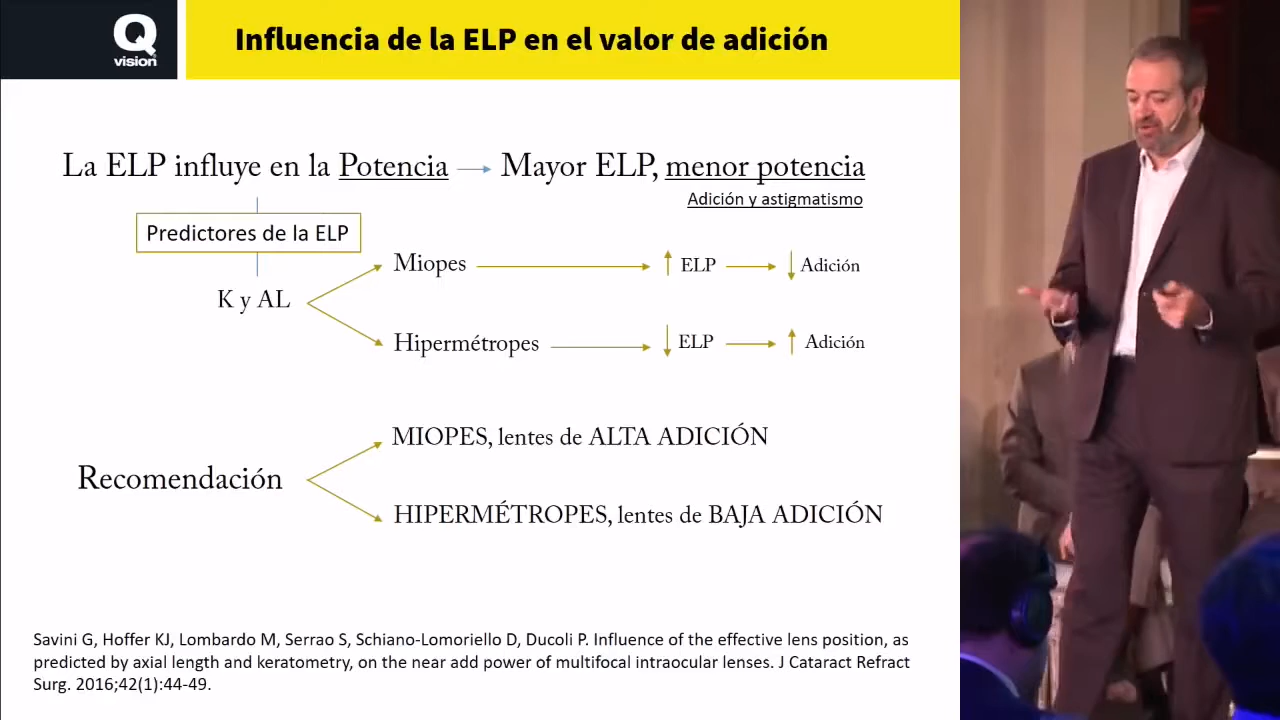 Q
vision
Influencia de la ELP en el valor de adición
La ELP influye en la Potencia
Mayor ELP, menor potencia
Adición y astigmatismo
Predictores de la ELP
K y AL
Miopes
ELP
Adición
Hipermétropes
ELP
Adición
Recomendación
MIOPES, lentes de ALTA ADICIÓN
HIPERMÉTROPES, lentes de BAJA ADICIÓN
Savini G, Hoffer KJ, Lombardo M, Serrao S, Schiano-Lomoriello D, Ducoli P. Influence of the effective lens position, as
predicted by axial length and keratometry, on the near add power of multifocal intraocular lenses. J Cataract Refract
Surg. 2016;42(1):44-49.